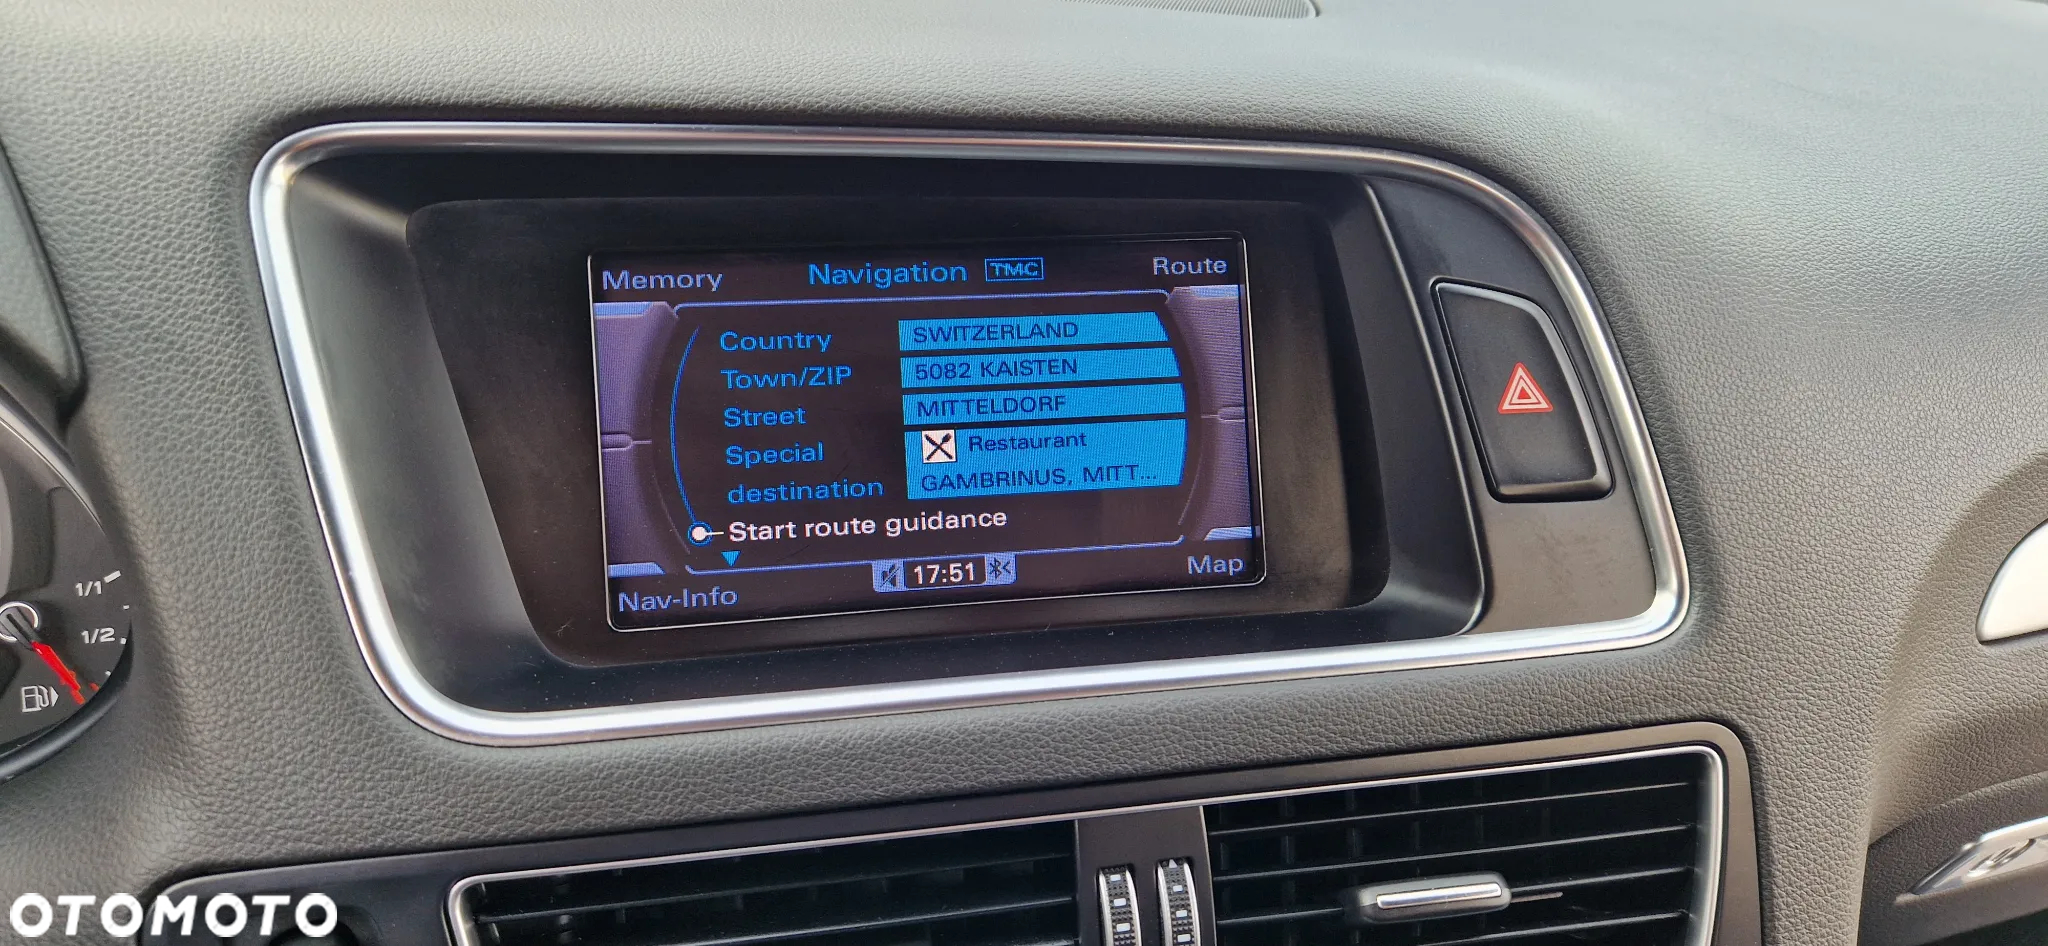 Memory
Navigation TMC
Route
Country SWITZERLAND
Town/ZIP 5082 KAISTEN
Street MITTELDORF
Special Restaurant
destination GAMBRINUS, MITT...
Start route guidance
Nav-Info
17:51
Map
1/1
1/2
OTOMOTO